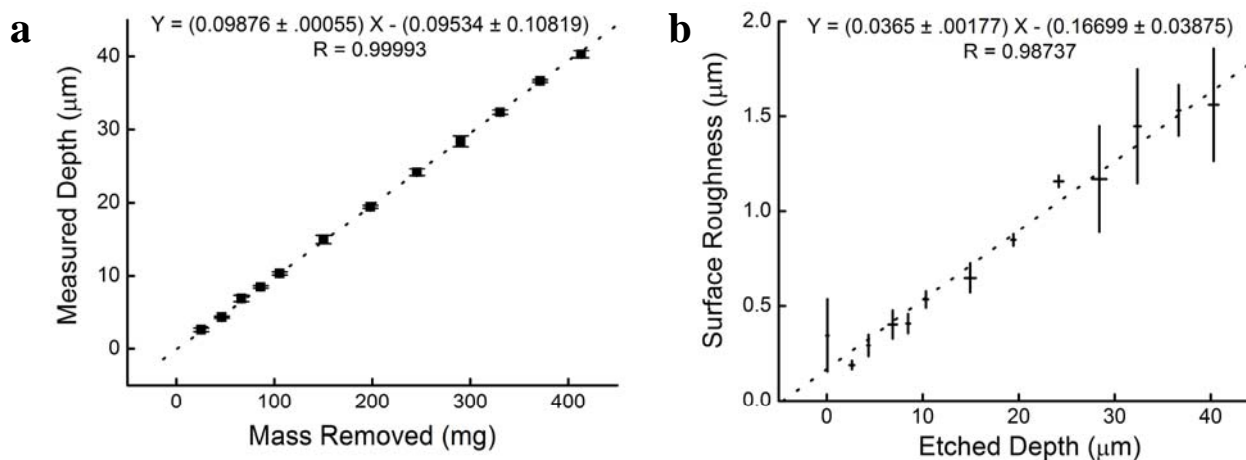 a
Y = (0.09876 ± .00055) X - (0.09534 ± 0.10819)
R = 0.99993
Measured Depth (μm)
40
30
20
10
0
0 100 200 300 400
Mass Removed (mg)
b
Y = (0.0365 ± .00177) X - (0.16699 ± 0.03875)
R = 0.98737
Surface Roughness (μm)
2.0
1.5
1.0
0.5
0.0
0 10 20 30 40
Etched Depth (μm)